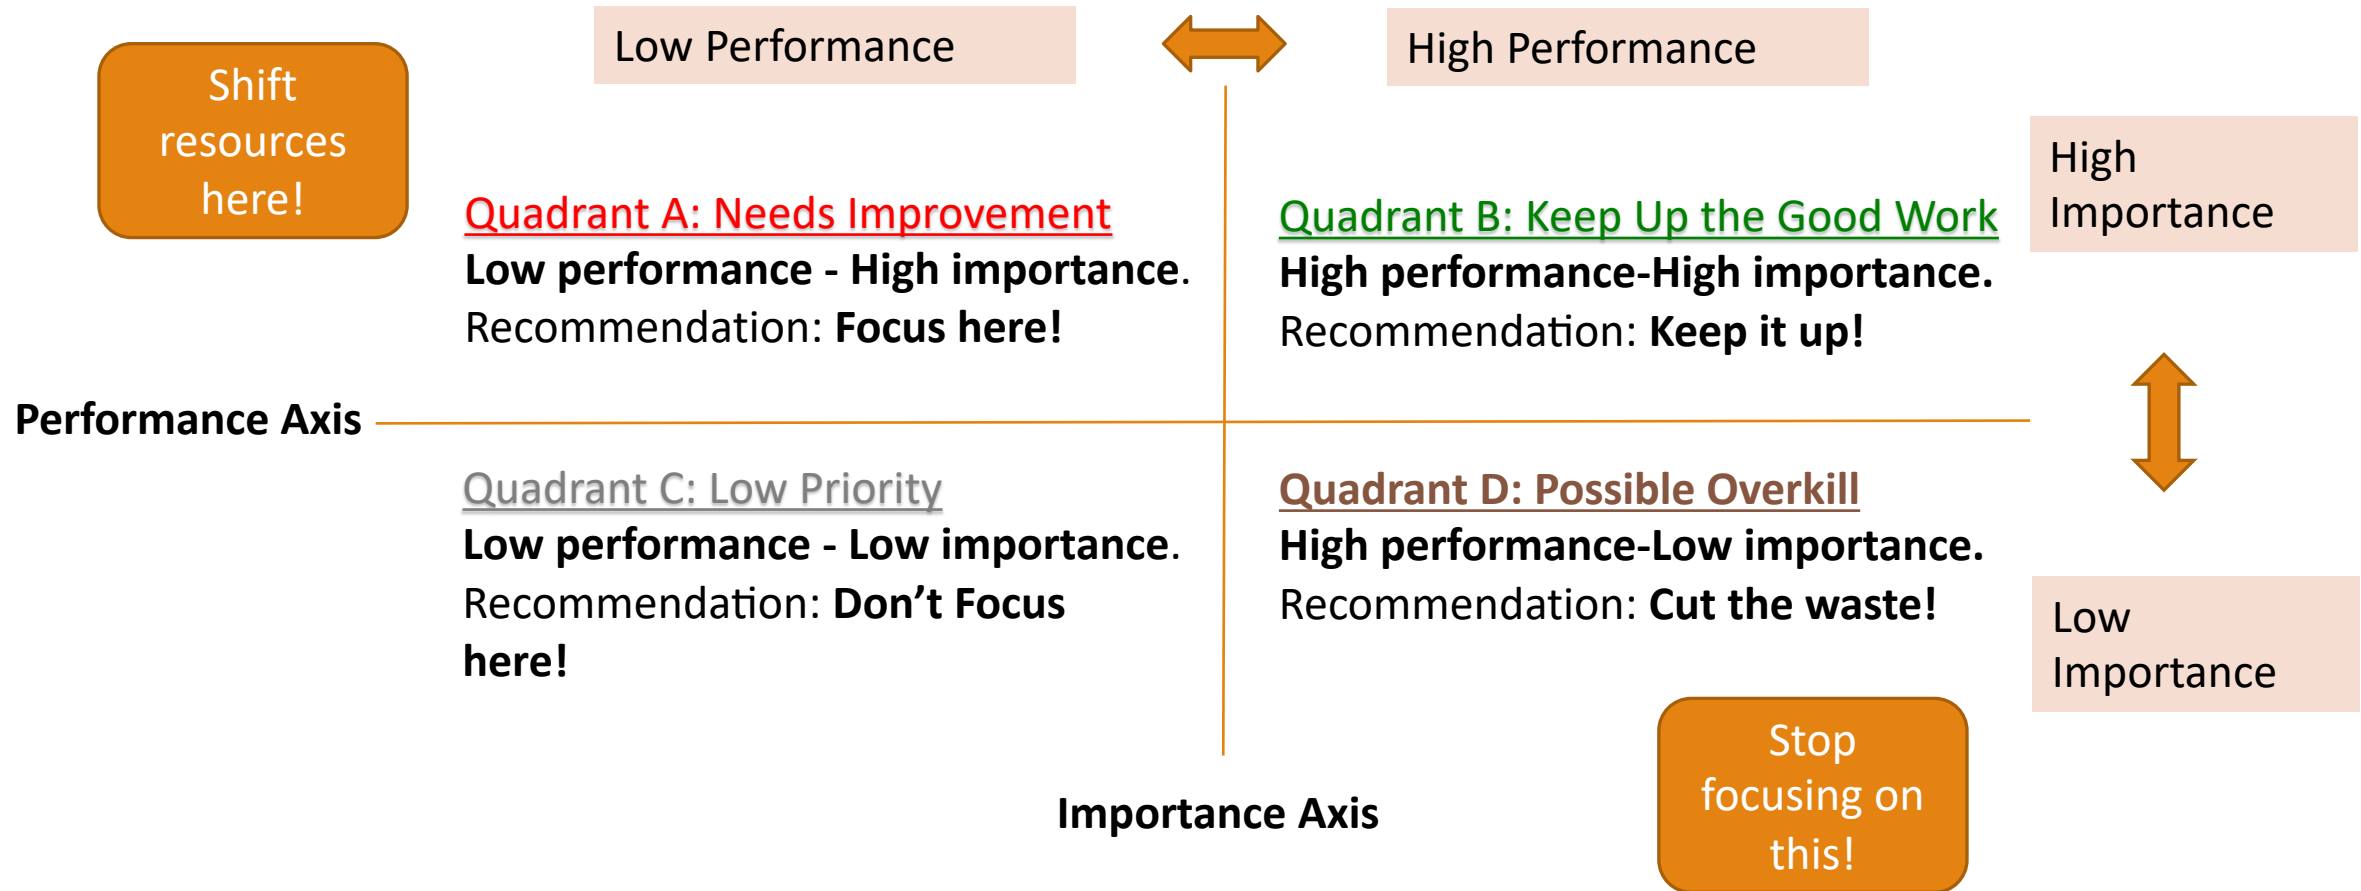 Low Performance
High Performance
Shift
resources
here!
High
Importance
Quadrant A: Needs Improvement
Low performance - High importance.
Recommendation: Focus here!
Quadrant B: Keep Up the Good Work
High performance-High importance.
Recommendation: Keep it up!
Performance Axis
Quadrant C: Low Priority
Low performance - Low importance.
Recommendation: Don’t Focus
here!
Quadrant D: Possible Overkill
High performance-Low importance.
Recommendation: Cut the waste!
Low
Importance
Stop
focusing on
this!
Importance Axis